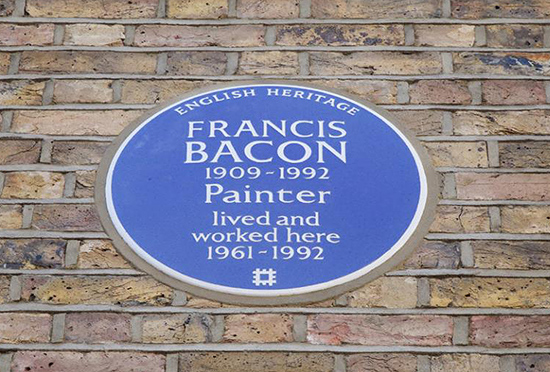 ENGLISH HERITAGE
FRANCIS
BACON
1909-1992
Painter
lived and
worked here
1961-1992